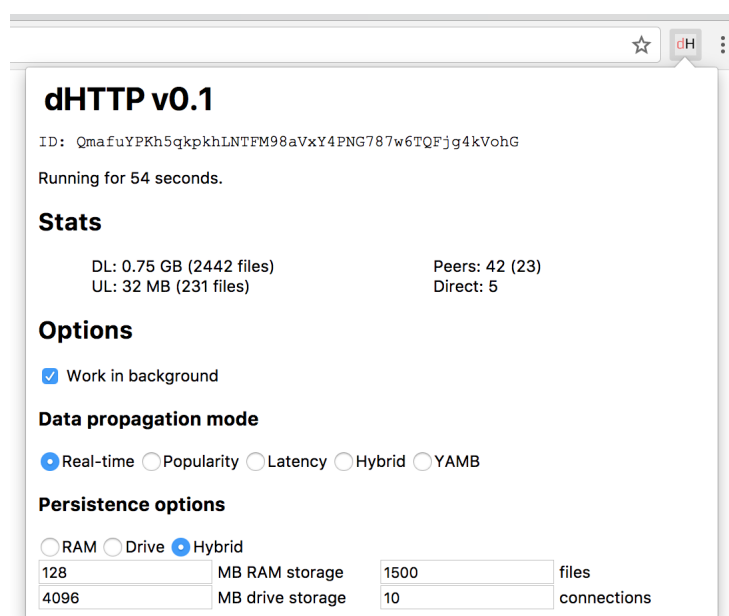 dH
dHTTP v0.1
ID: QmafuYPKh5qkpkhLNTFM98aVxY4PNG787w6TQFjg4kVohG
Running for 54 seconds.
Stats
DL: 0.75 GB (2442 files) Peers: 42 (23)
UL: 32 MB (231 files) Direct: 5
Options
Work in background
Data propagation mode
Real-time Popularity Latency Hybrid YAMB
Persistence options
RAM Drive Hybrid
128 MB RAM storage 1500 files
4096 MB drive storage 10 connections